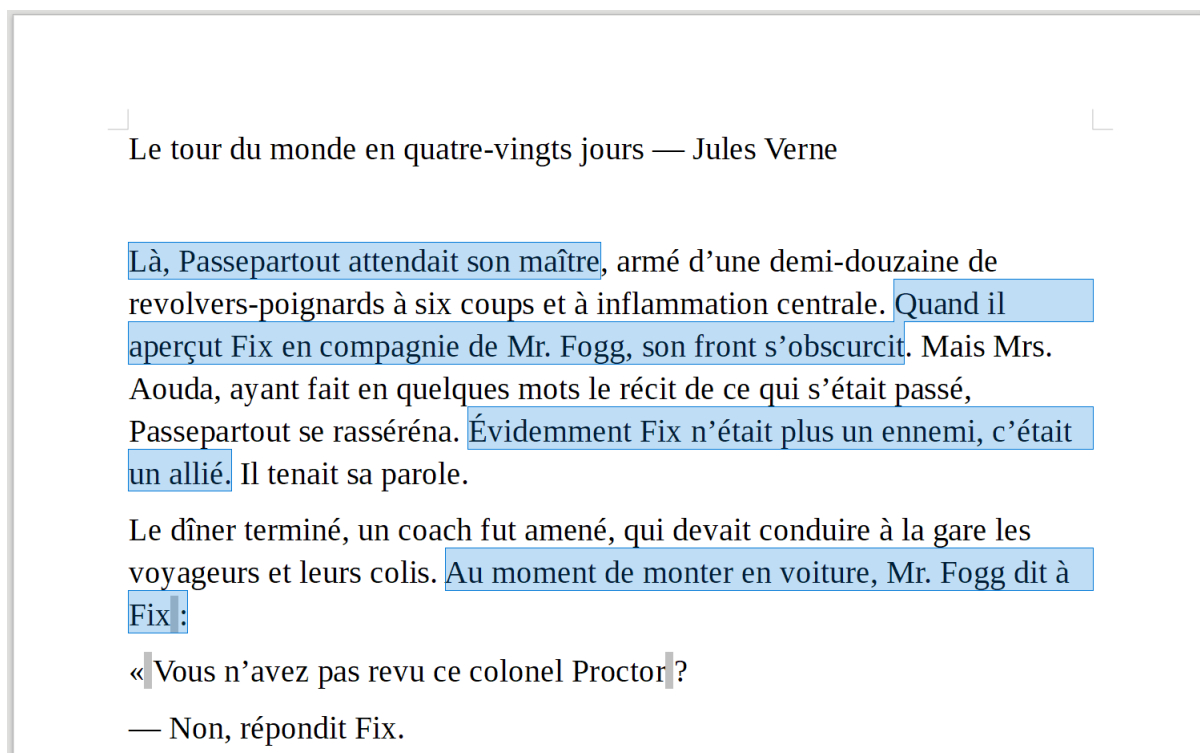 Le tour du monde en quatre-vingts jours — Jules Verne
Là, Passepartout attendait son maître, armé d’une demi-douzaine de
revolvers-poignards à six coups et à inflammation centrale. Quand il
aperçut Fix en compagnie de Mr. Fogg, son front s’obscurcit. Mais Mrs.
Aouda, ayant fait en quelques mots le récit de ce qui s’était passé,
Passepartout se rasséréna. Évidemment Fix n’était plus un ennemi, c’était
un allié. Il tenait sa parole.
Le dîner terminé, un coach fut amené, qui devait conduire à la gare les
voyageurs et leurs colis. Au moment de monter en voiture, Mr. Fogg dit à
Fix :
« Vous n’avez pas revu ce colonel Proctor ?
— Non, répondit Fix.